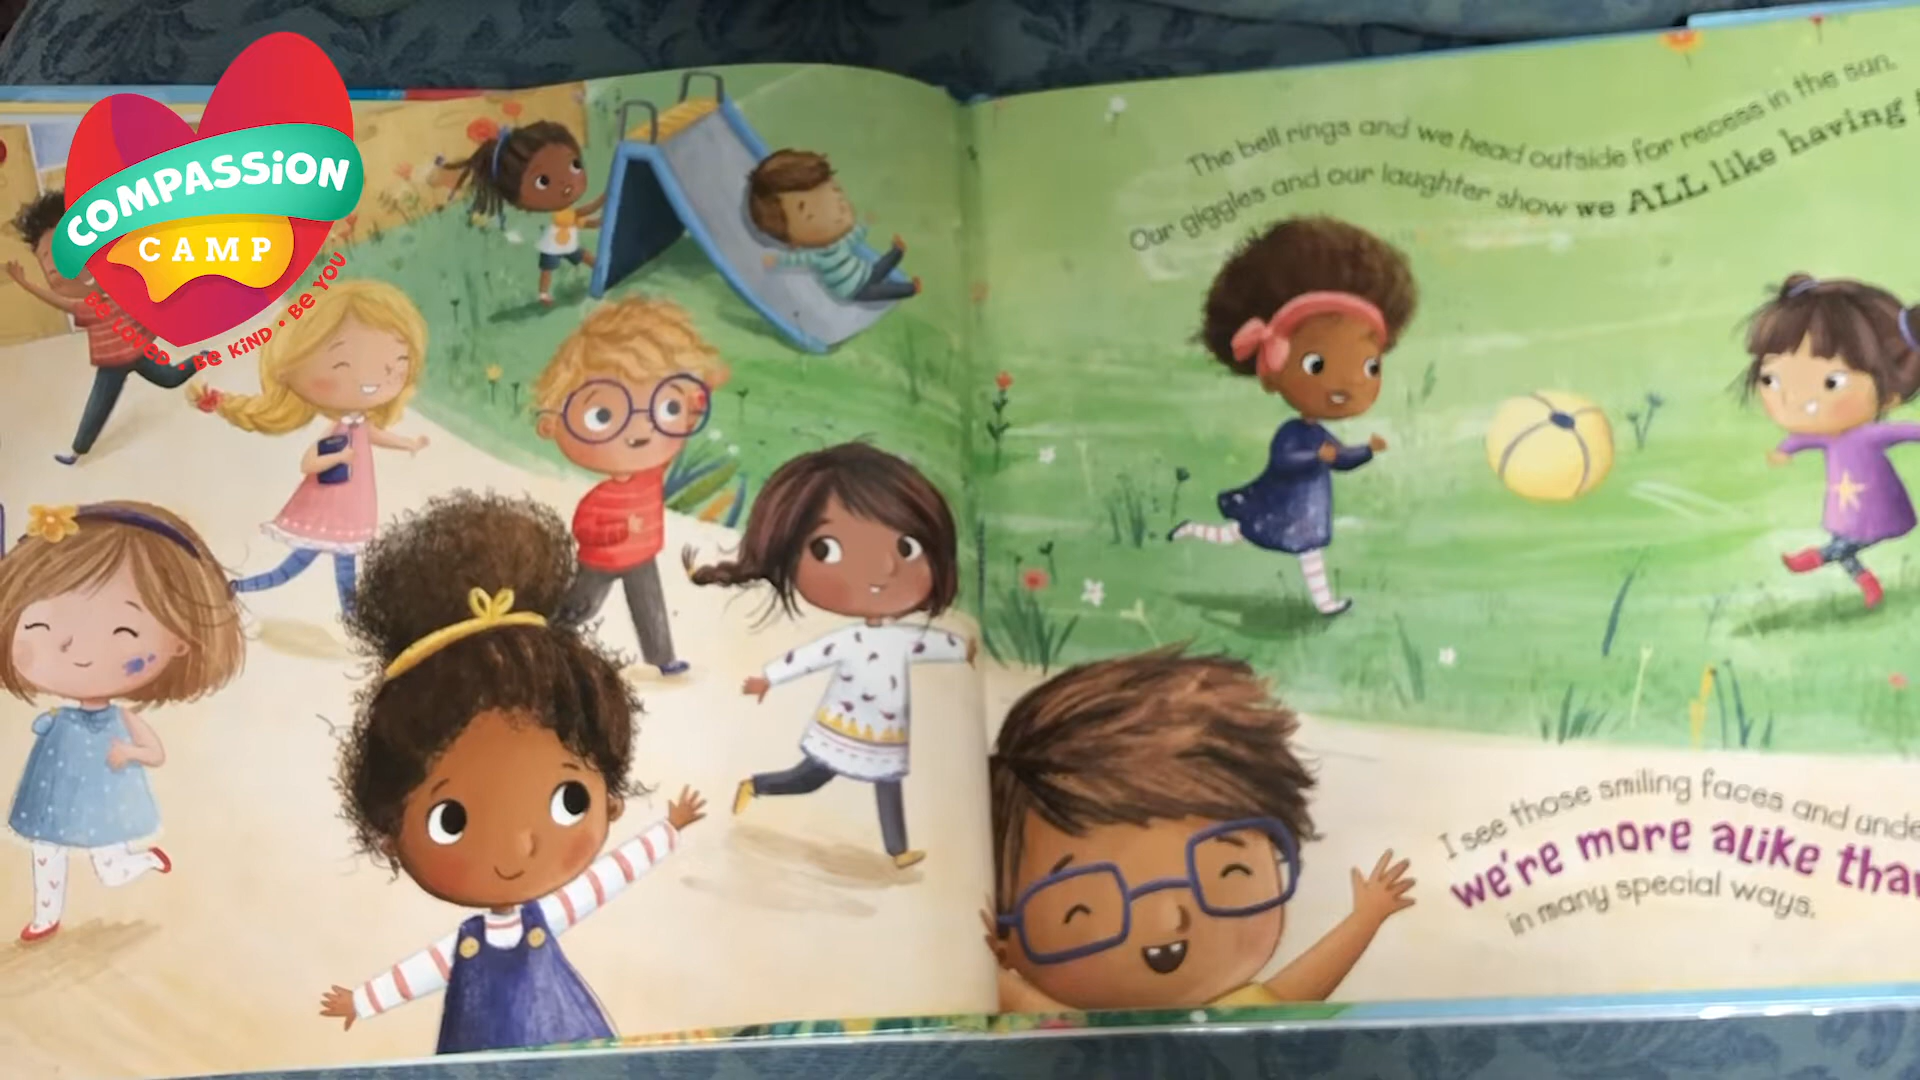 COMPASSiON
CAMP
Be LOVED • Be KiND • Be YOU
The bell rings and we head outside for recess in the sun.
Our giggles and our laughter show we ALL like having
I see those smiling faces and
we're more alike
in many special ways.